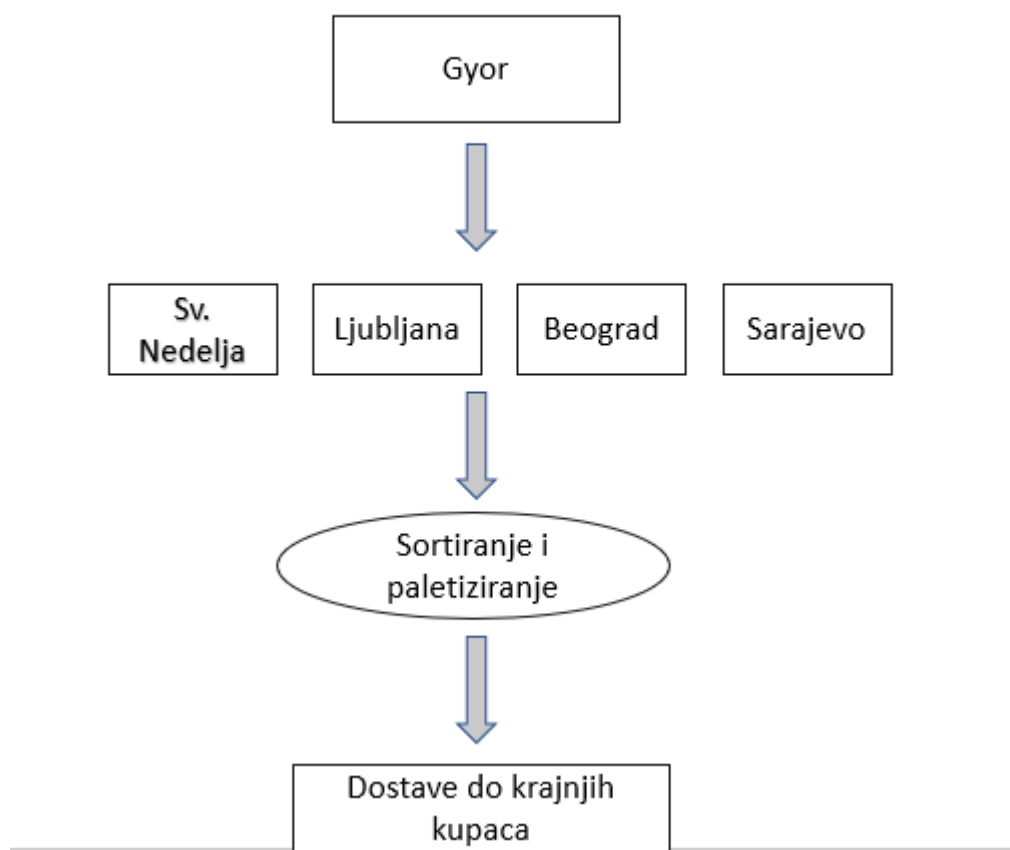 Gyor
Sv.
Nedelja
Ljubljana
Beograd
Sarajevo
Sortiranje i
paletiziranje
Dostave do krajnjih
kupaca